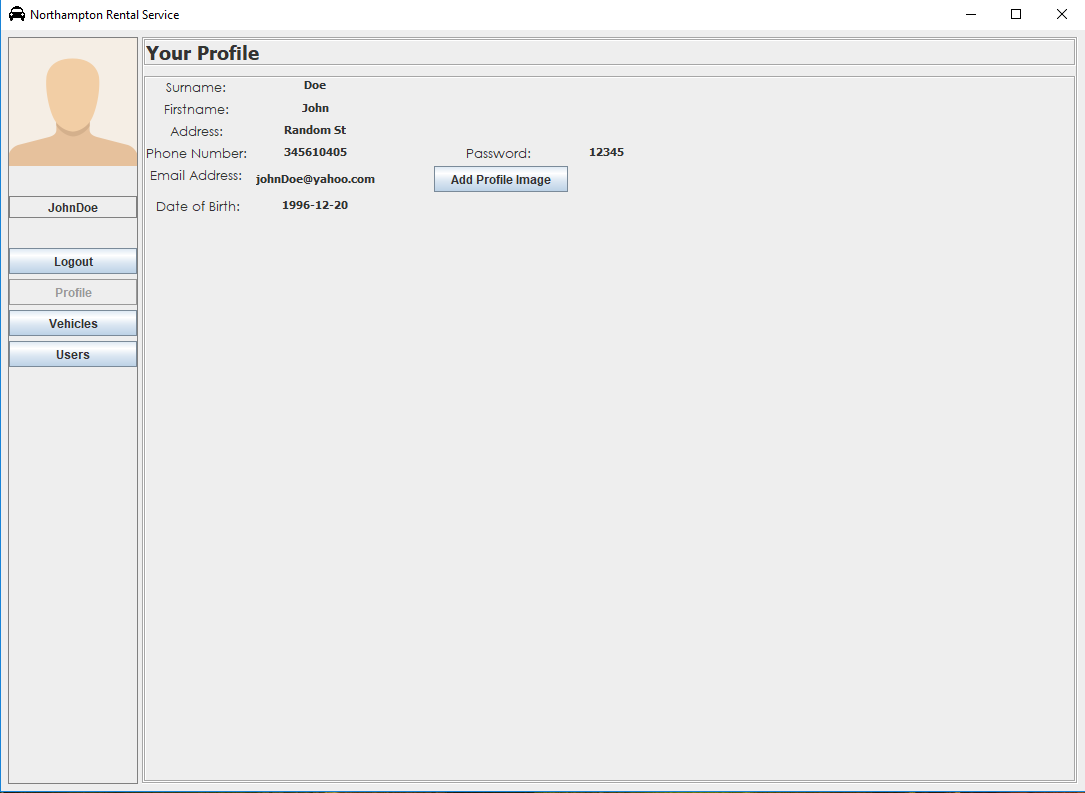 Northampton Rental Service
Your Profile
Surname: Doe
Firstname: John
Address: Random St
Phone Number: 345610405 Password: 12345
Email Address: johnDoe@yahoo.com Add Profile Image
Date of Birth: 1996-12-20
JohnDoe
Logout
Profile
Vehicles
Users